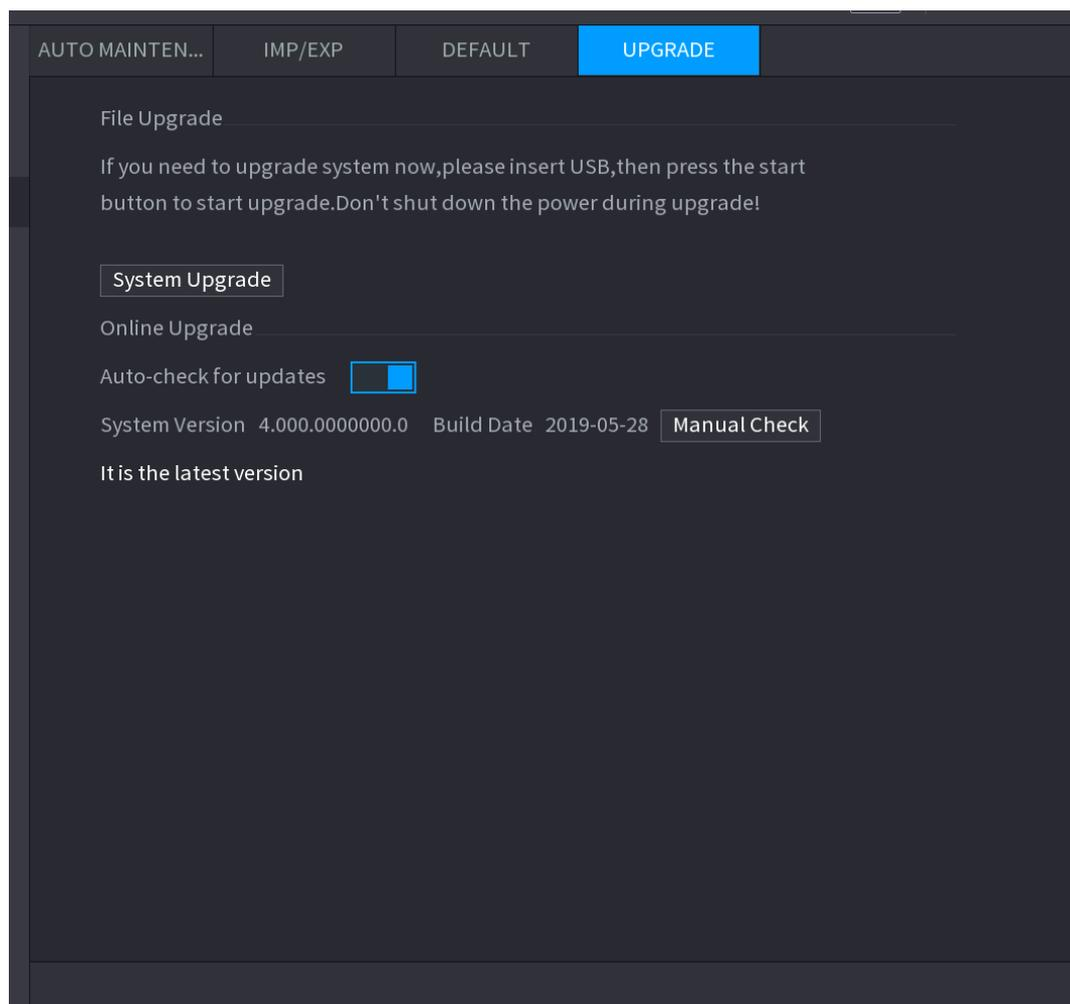 AUTO MAINTEN...
IMP/EXP
DEFAULT
UPGRADE
File Upgrade
If you need to upgrade system now,please insert USB,then press the start
button to start upgrade.Don't shut down the power during upgrade!
System Upgrade
Online Upgrade
Auto-check for updates
System Version 4.000.0000000.0 Build Date 2019-05-28 Manual Check
It is the latest version